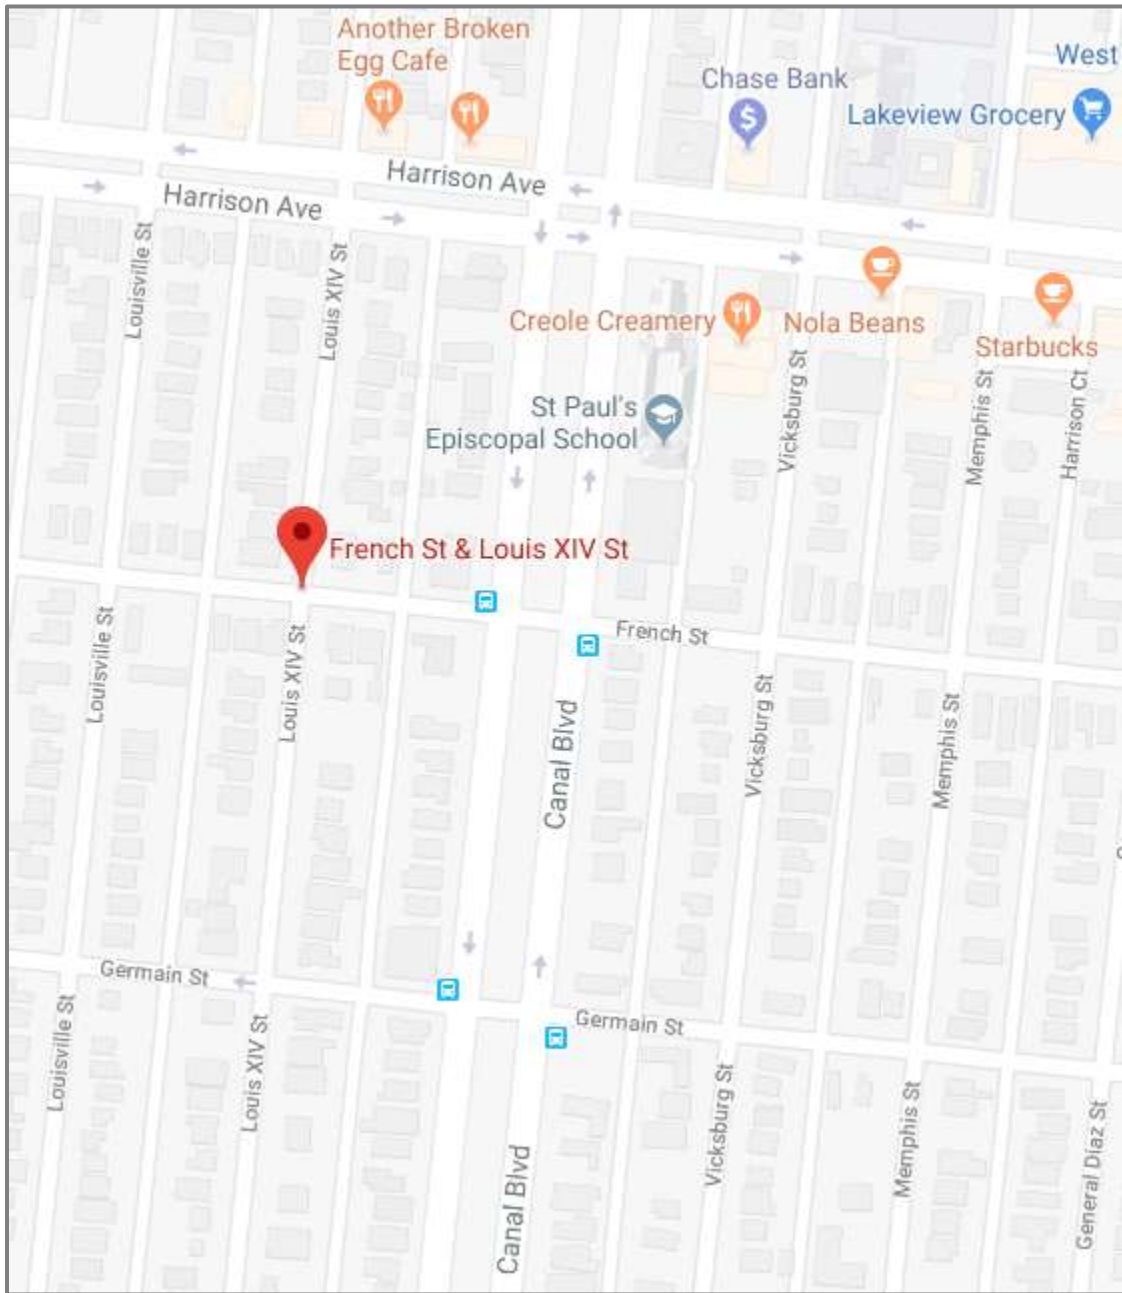 Another Broken
Egg Cafe
West
Chase Bank
Lakeview Grocery
Harrison Ave
Harrison Ave
Louisville St
Louis XIV St
Creole Creamery
Nola Beans
Starbucks
Vicksburg St
Memphis St
Harrison Ct
St Paul's
Episcopal School
French St & Louis XIV St
French St
Louisville St
Louis XIV St
Vicksburg St
Memphis St
Canal Blvd
Germain St
Germain St
Louisville St
Louis XIV St
Vicksburg St
Memphis St
General Diaz St
Canal Blvd